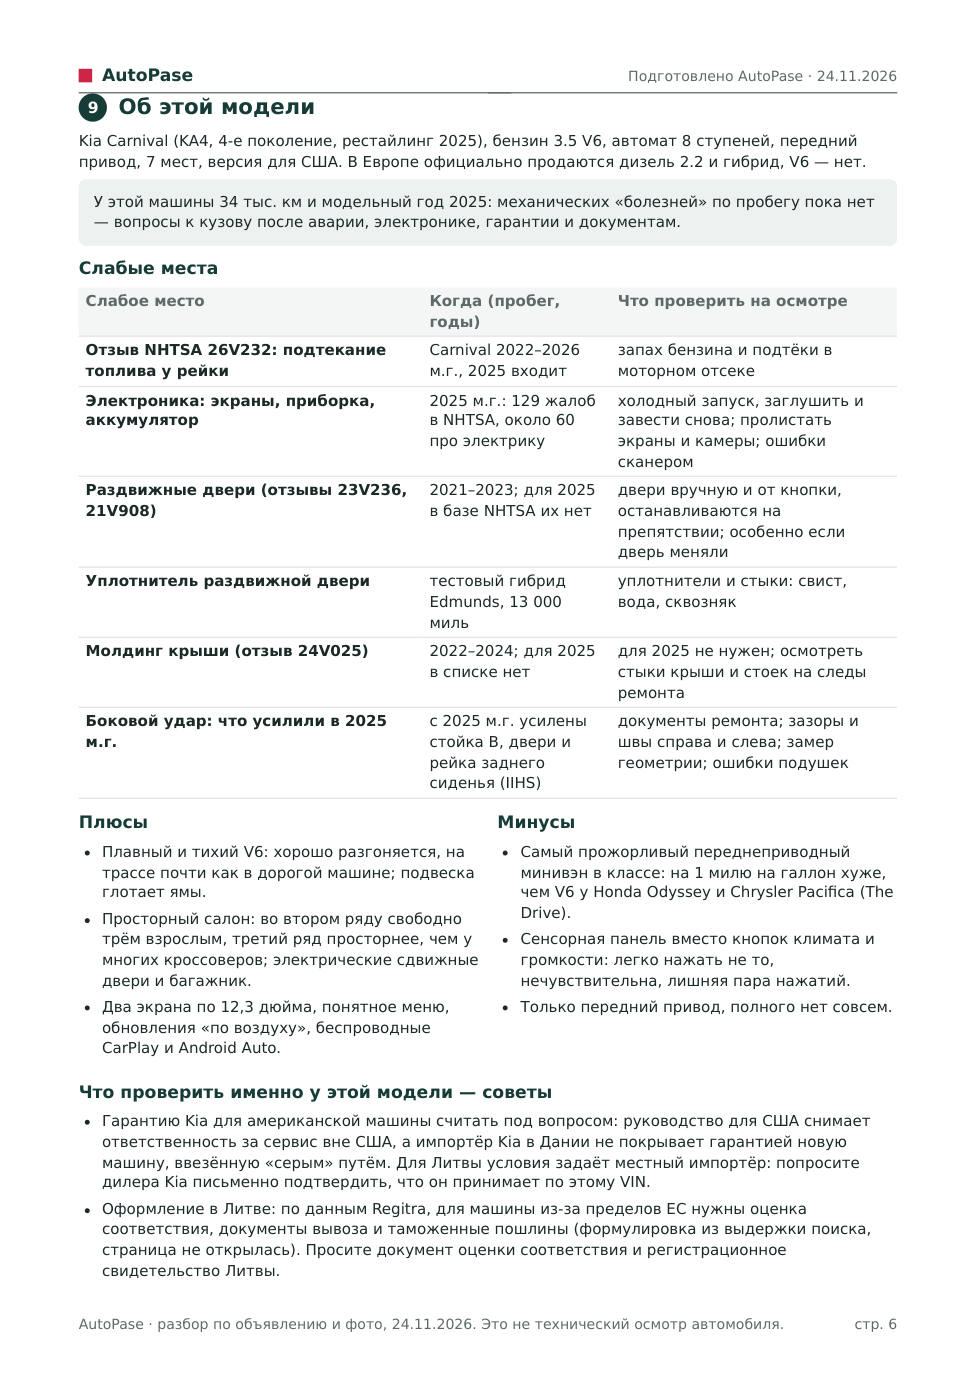 AutoPase
Подготовлено AutoPase · 24.11.2026
9 Об этой модели
Kia Carnival (KA4, 4-е поколение, рестайлинг 2025), бензин 3.5 V6, автомат 8 ступеней, передний
привод, 7 мест, версия для США. В Европе официально продаются дизель 2.2 и гибрид, V6 — нет.
У этой машины 34 тыс. км и модельный год 2025: механических «болезней» по пробегу пока нет
— вопросы к кузову после аварии, электронике, гарантии и документам.
Слабые места
Слабое место
Когда (пробег,
годы)
Что проверить на осмотре
Отзыв NHTSA 26V232: подтекание
топлива у рейки
Carnival 2022–2026
м.г., 2025 входит
запах бензина и подтёки в
моторном отсеке
Электроника: экраны, приборка,
аккумулятор
2025 м.г.: 129 жалоб
в NHTSA, около 60
про электрику
холодный запуск, заглушить и
завести снова; пролистать
экраны и камеры; ошибки
сканером
Раздвижные двери (отзывы 23V236,
21V908)
2021–2023; для 2025
в базе NHTSA их нет
двери вручную и от кнопки,
останавливаются на
препятствии; особенно если
дверь меняли
Уплотнитель раздвижной двери
тестовый гибрид
Edmunds, 13 000
миль
уплотнители и стыки: свист,
вода, сквозняк
Молдинг крыши (отзыв 24V025)
2022–2024; для 2025
в списке нет
для 2025 не нужен; осмотреть
стыки крыши и стоек на следы
ремонта
Боковой удар: что усилили в 2025
м.г.
с 2025 м.г. усилены
стойка B, двери и
рейка заднего
сиденья (IIHS)
документы ремонта; зазоры и
швы справа и слева; замер
геометрии; ошибки подушек
Плюсы
• Плавный и тихий V6: хорошо разгоняется, на
трассе почти как в дорогой машине; подвеска
глотает ямы.
• Просторный салон: во втором ряду свободно
трём взрослым, третий ряд просторнее, чем у
многих кроссоверов; электрические сдвижные
двери и багажник.
• Два экрана по 12,3 дюйма, понятное меню,
обновления «по воздуху», беспроводные
CarPlay и Android Auto.
Минусы
• Самый прожорливый переднеприводный
минивэн в классе: на 1 милю на галлон хуже,
чем V6 у Honda Odyssey и Chrysler Pacifica (The
Drive).
• Сенсорная панель вместо кнопок климата и
громкости: легко нажать не то,
нечувствительна, лишняя пара нажатий.
• Только передний привод, полного нет совсем.
Что проверить именно у этой модели — советы
• Гарантию Kia для американской машины считать под вопросом: руководство для США снимает
ответственность за сервис вне США, а импортёр Kia в Дании не покрывает гарантией новую
машину, ввезённую «серым» путём. Для Литвы условия задаёт местный импортёр: попросите
дилера Kia письменно подтвердить, что он принимает по этому VIN.
• Оформление в Литве: по данным Regitra, для машины из-за пределов ЕС нужны оценка
соответствия, документы вывоза и таможенные пошлины (формулировка из выдержки поиска,
страница не открылась). Просите документ оценки соответствия и регистрационное
свидетельство Литвы.
AutoPase · разбор по объявлению и фото, 24.11.2026. Это не технический осмотр автомобиля.
стр. 6